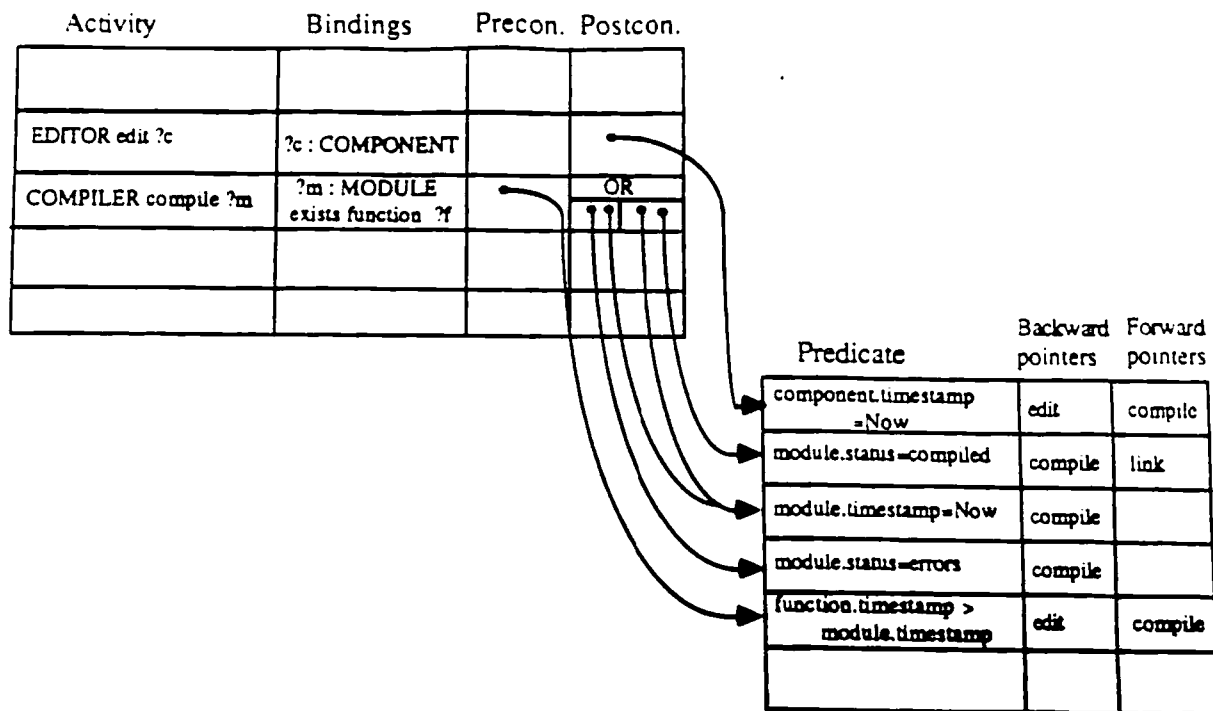 Activity Bindings Precon. Postcon.
EDITOR edit ?c ?c : COMPONENT
COMPILER compile ?m ?m : MODULE OR
exists function ?f
Backward Forward
Predicate pointers pointers
component.timestamp edit compile
=Now
module.status=compiled compile link
module.timestamp=Now compile
module.status=errors compile
function.timestamp > edit compile
module.timestamp